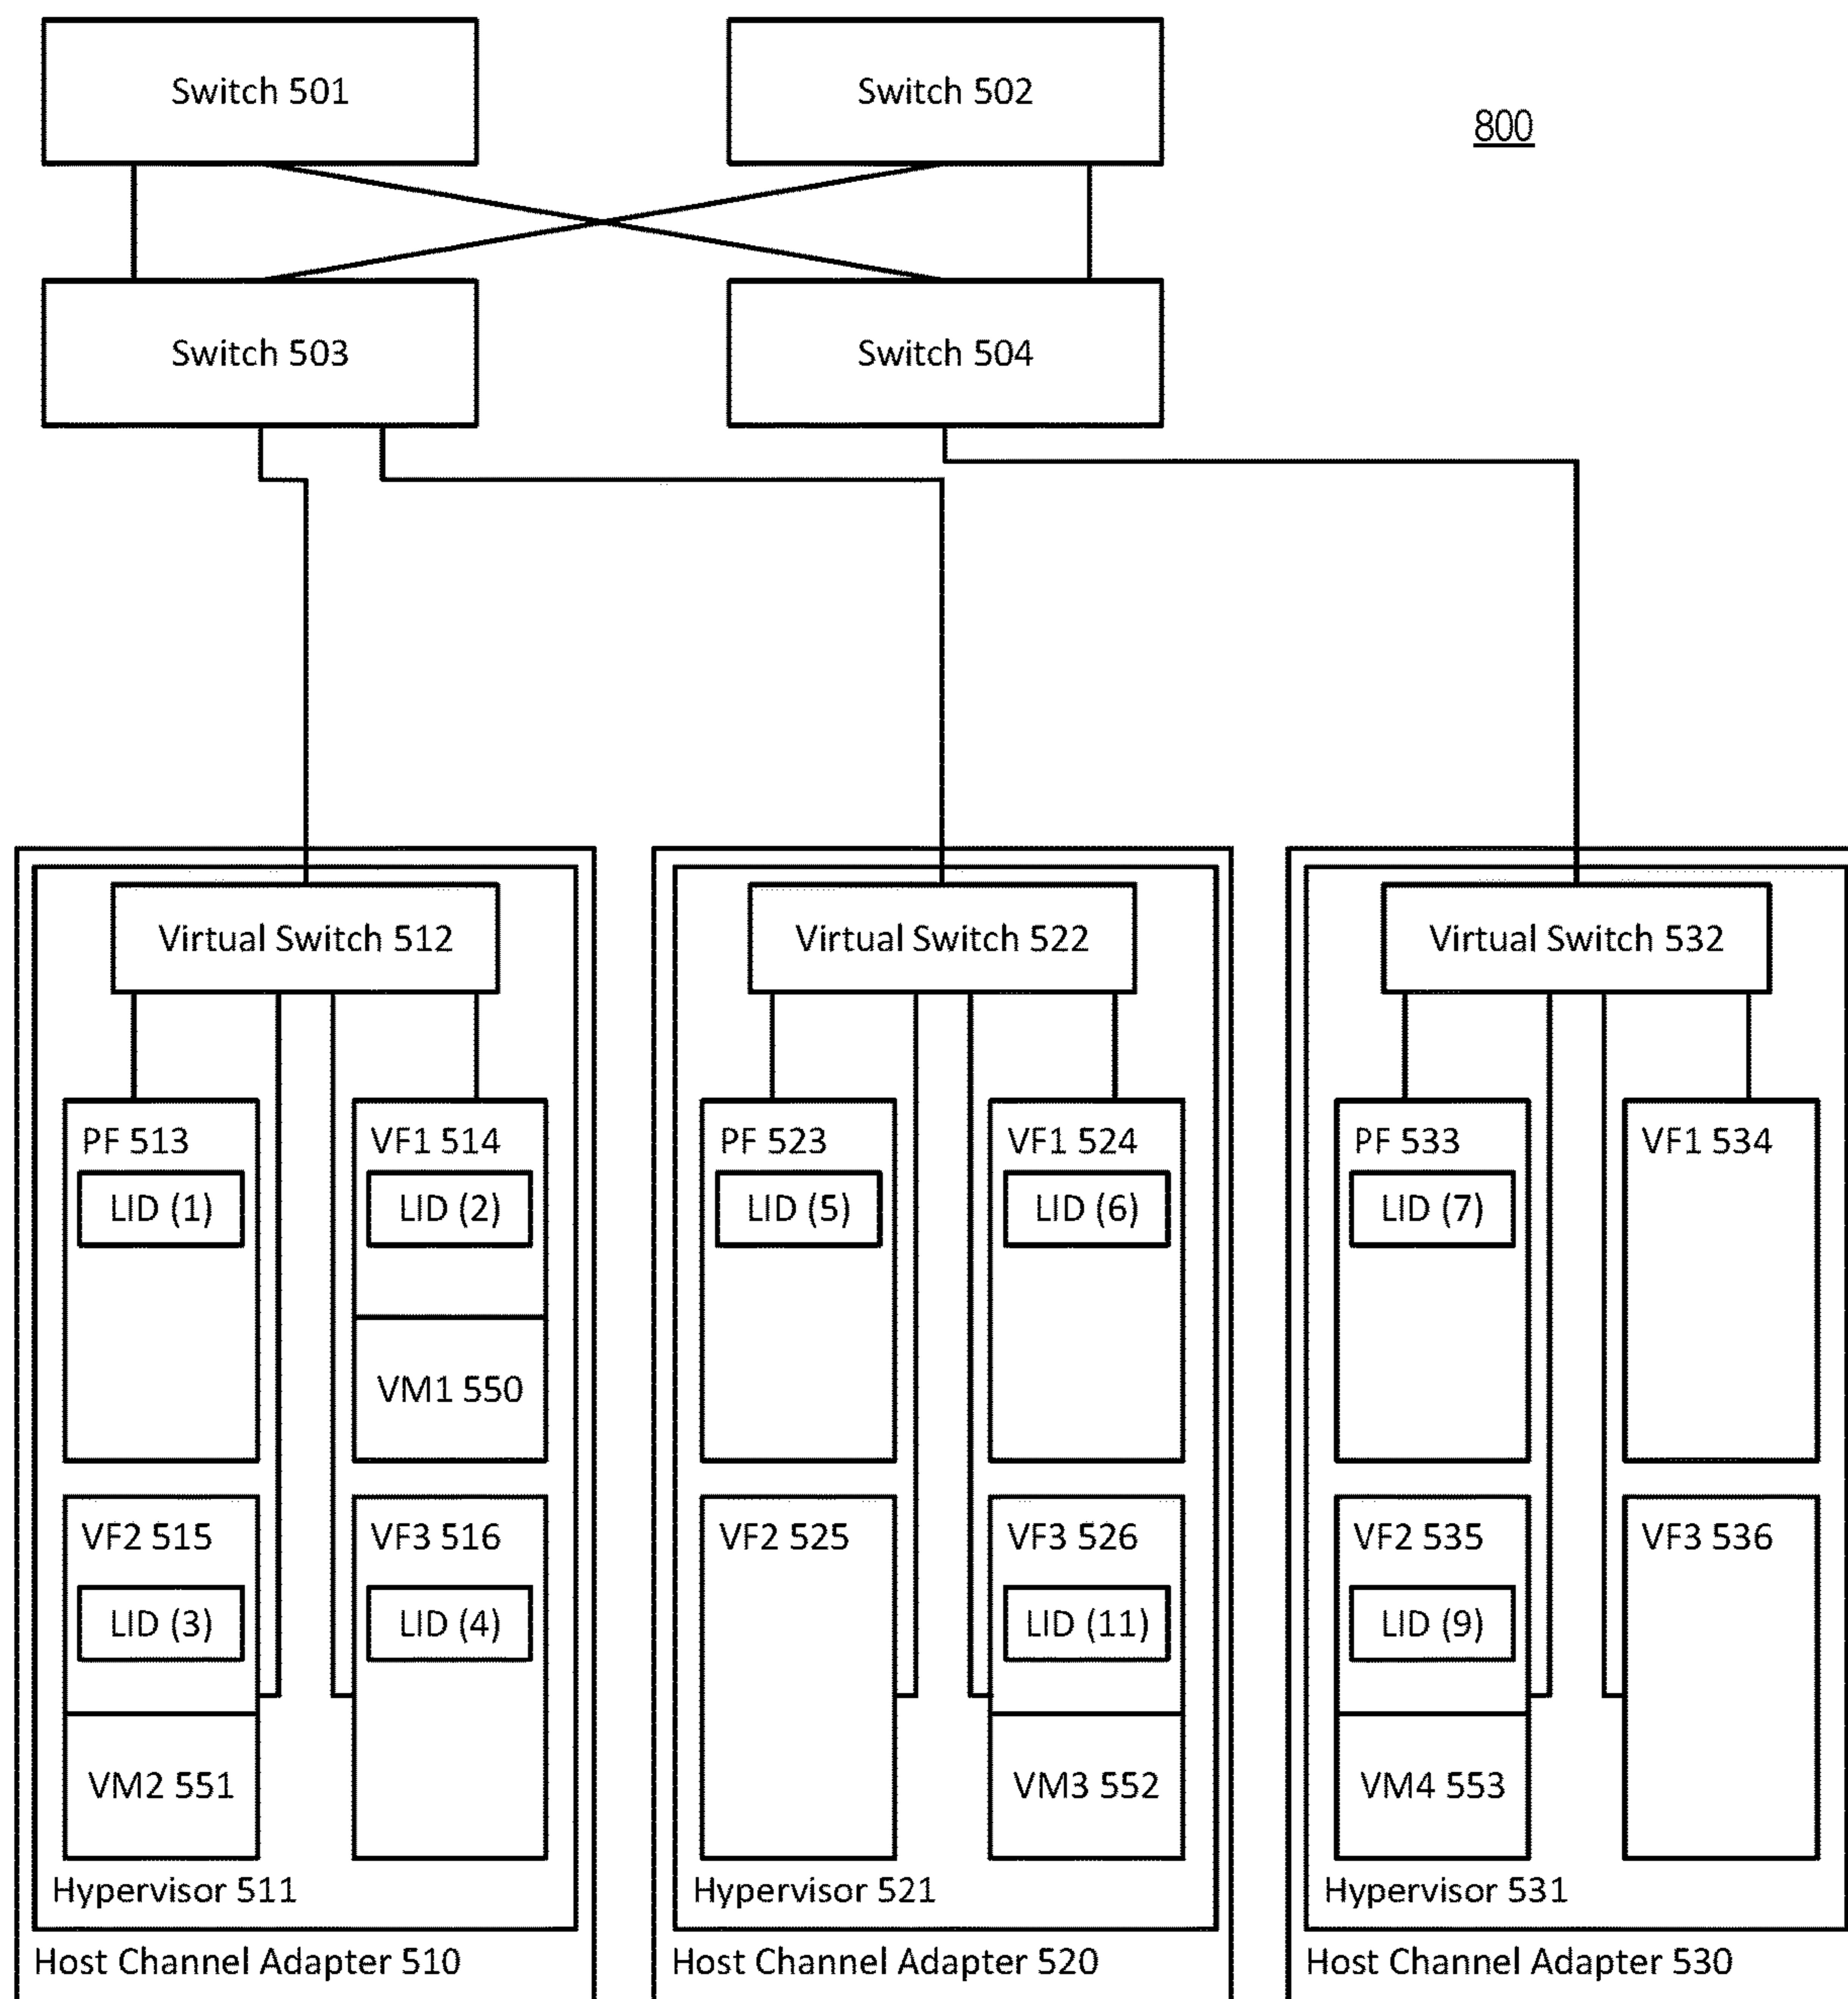 Switch 501
Switch 502
800
Switch 503
Switch 504
Virtual Switch 512
Virtual Switch 522
Virtual Switch 532
PF 513
LID (1)
VF1 514
LID (2)
VM1 550
PF 523
LID (5)
VF1 524
LID (6)
PF 533
LID (7)
VF1 534
VF2 515
LID (3)
VM2 551
VF3 516
LID (4)
VF2 525
VF3 526
LID (11)
VM3 552
VF2 535
LID (9)
VM4 553
VF3 536
Hypervisor 511
Hypervisor 521
Hypervisor 531
Host Channel Adapter 510
Host Channel Adapter 520
Host Channel Adapter 530